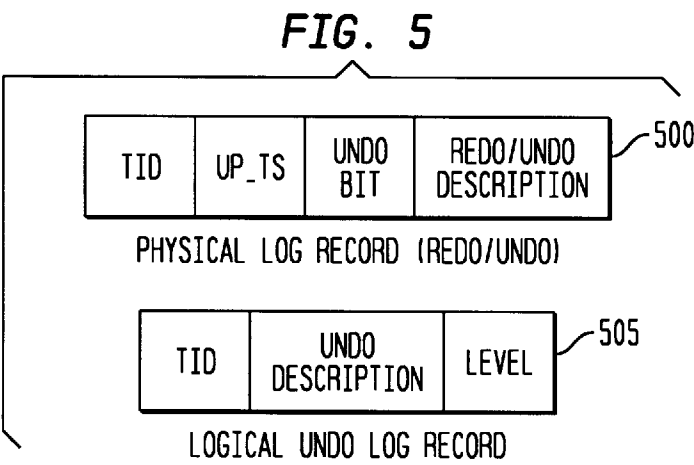 FIG. 5
TID UP_TS UNDO BIT REDO/UNDO DESCRIPTION 500
PHYSICAL LOG RECORD (REDO/UNDO)
TID UNDO DESCRIPTION LEVEL 505
LOGICAL UNDO LOG RECORD